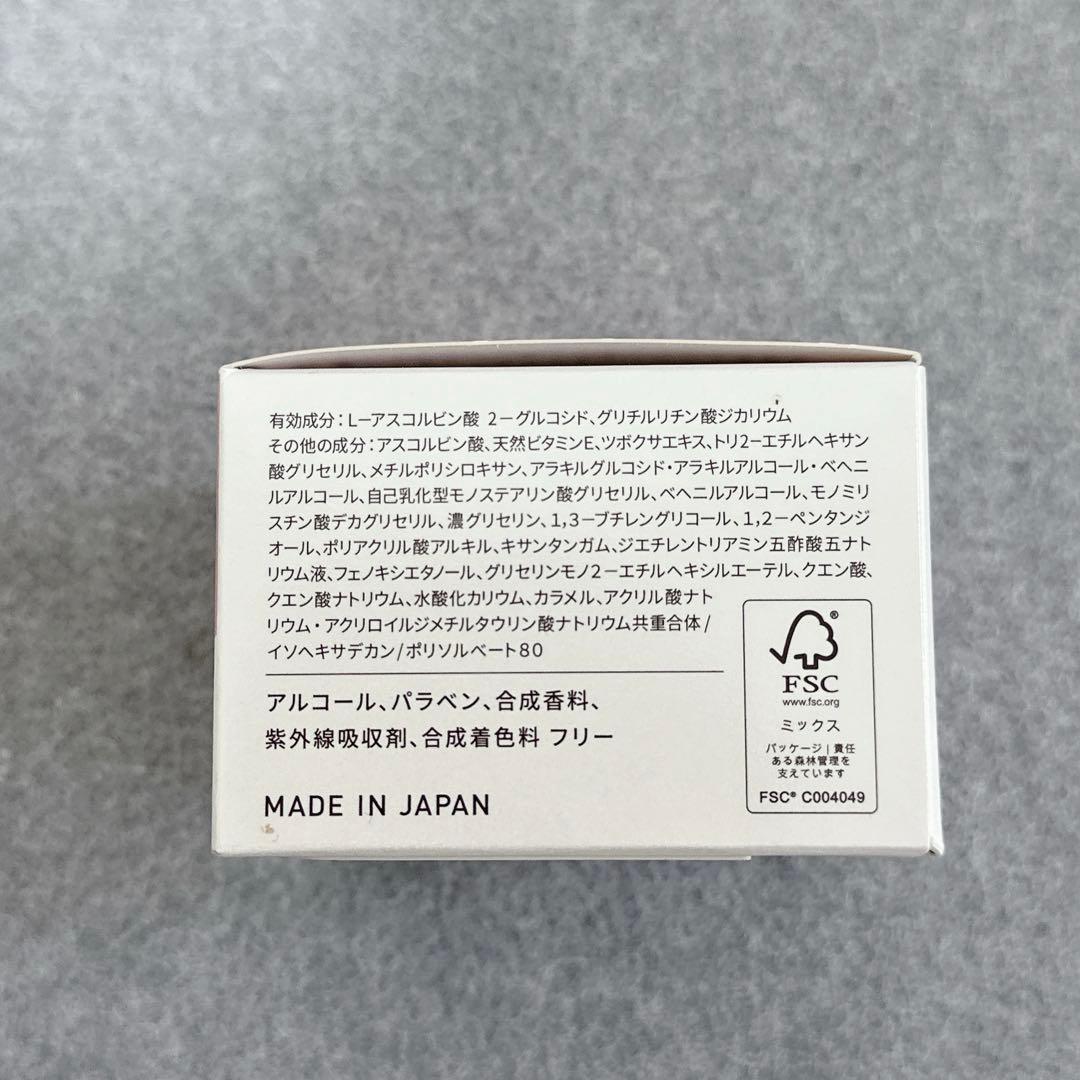 有効成分：L－アスコルビン酸 2－グルコシド、グリチルリチン酸ジカリウム
その他の成分：アスコルビン酸、天然ビタミンE、ツボクサエキス、トリ2－エチルヘキサン
酸グリセリル、メチルポリシロキサン、アラキルグルコシド・アラキルアルコール・ベヘニ
ルアルコール、自己乳化型モノステアリン酸グリセリル、ベヘニルアルコール、モノミリ
スチン酸デカグリセリル、濃グリセリン、1,3－ブチレングリコール、1,2－ペンタンジ
オール、ポリアクリル酸アルキル、キサンタンガム、ジエチレントリアミン五酢酸五ナト
リウム液、フェノキシエタノール、グリセリンモノ2－エチルヘキシルエーテル、クエン酸、
クエン酸ナトリウム、水酸化カリウム、カラメル、アクリル酸ナト
リウム・アクリロイルジメチルタウリン酸ナトリウム共重合体/
イソヘキサデカン/ポリソルベート80
アルコール、パラベン、合成香料、
紫外線吸収剤、合成着色料 フリー
MADE IN JAPAN
®
FSC
www.fsc.org
ミックス
パッケージ｜責任
ある森林管理を
支えています
FSC® C004049